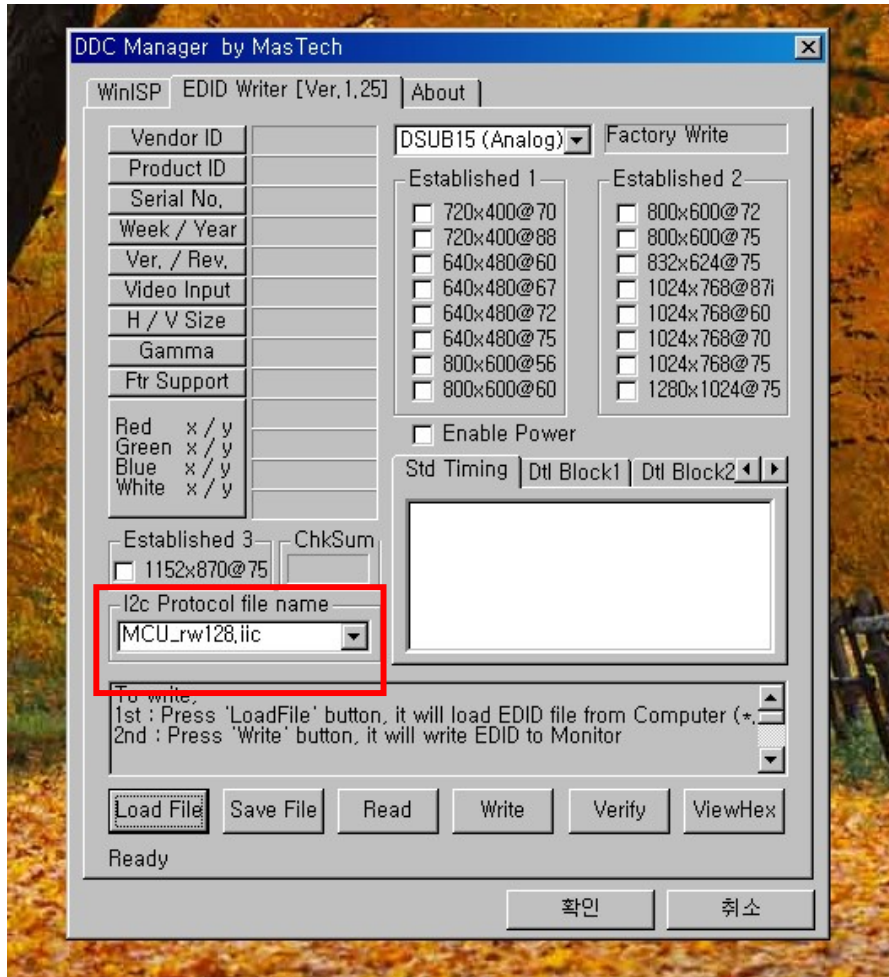 DDC Manager by MasTech
WinISP
EDID Writer [Ver.1.25]
About
Vendor ID
Product ID
Serial No.
Week / Year
Ver. / Rev.
Video Input
H / V Size
Gamma
Ftr Support
Red x / y
Green x / y
Blue x / y
White x / y
Established 3
1152x870@75
ChkSum
I2c Protocol file name
MCU_rw128.iic
DSUB15 (Analog)
Factory Write
Established 1
720x400@70
720x400@88
640x480@60
640x480@67
640x480@72
640x480@75
800x600@56
800x600@60
Established 2
800x600@72
800x600@75
832x624@75
1024x768@87i
1024x768@60
1024x768@70
1024x768@75
1280x1024@75
Enable Power
Std Timing
Dtl Block1
Dtl Block2
To write,
1st : Press 'LoadFile' button, it will load EDID file from Computer (*.
2nd : Press 'Write' button, it will write EDID to Monitor
Load File
Save File
Read
Write
Verify
ViewHex
Ready
확인
취소